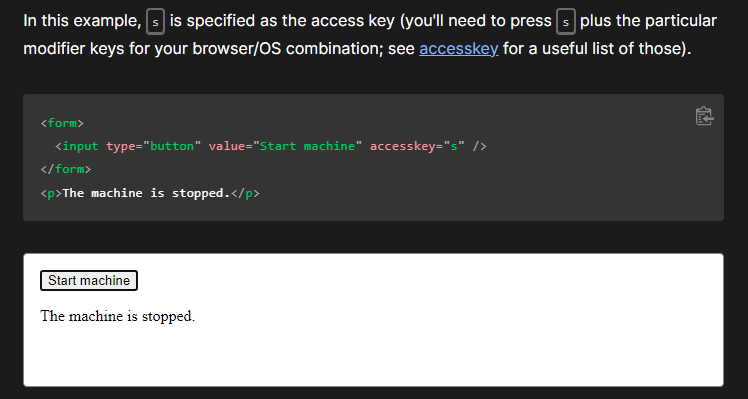 In this example, s is specified as the access key (you'll need to press s plus the particular
modifier keys for your browser/OS combination; see accesskey for a useful list of those).
<form>
  <input type="button" value="Start machine" accesskey="s" />
</form>
<p>The machine is stopped.</p>
Start machine
The machine is stopped.